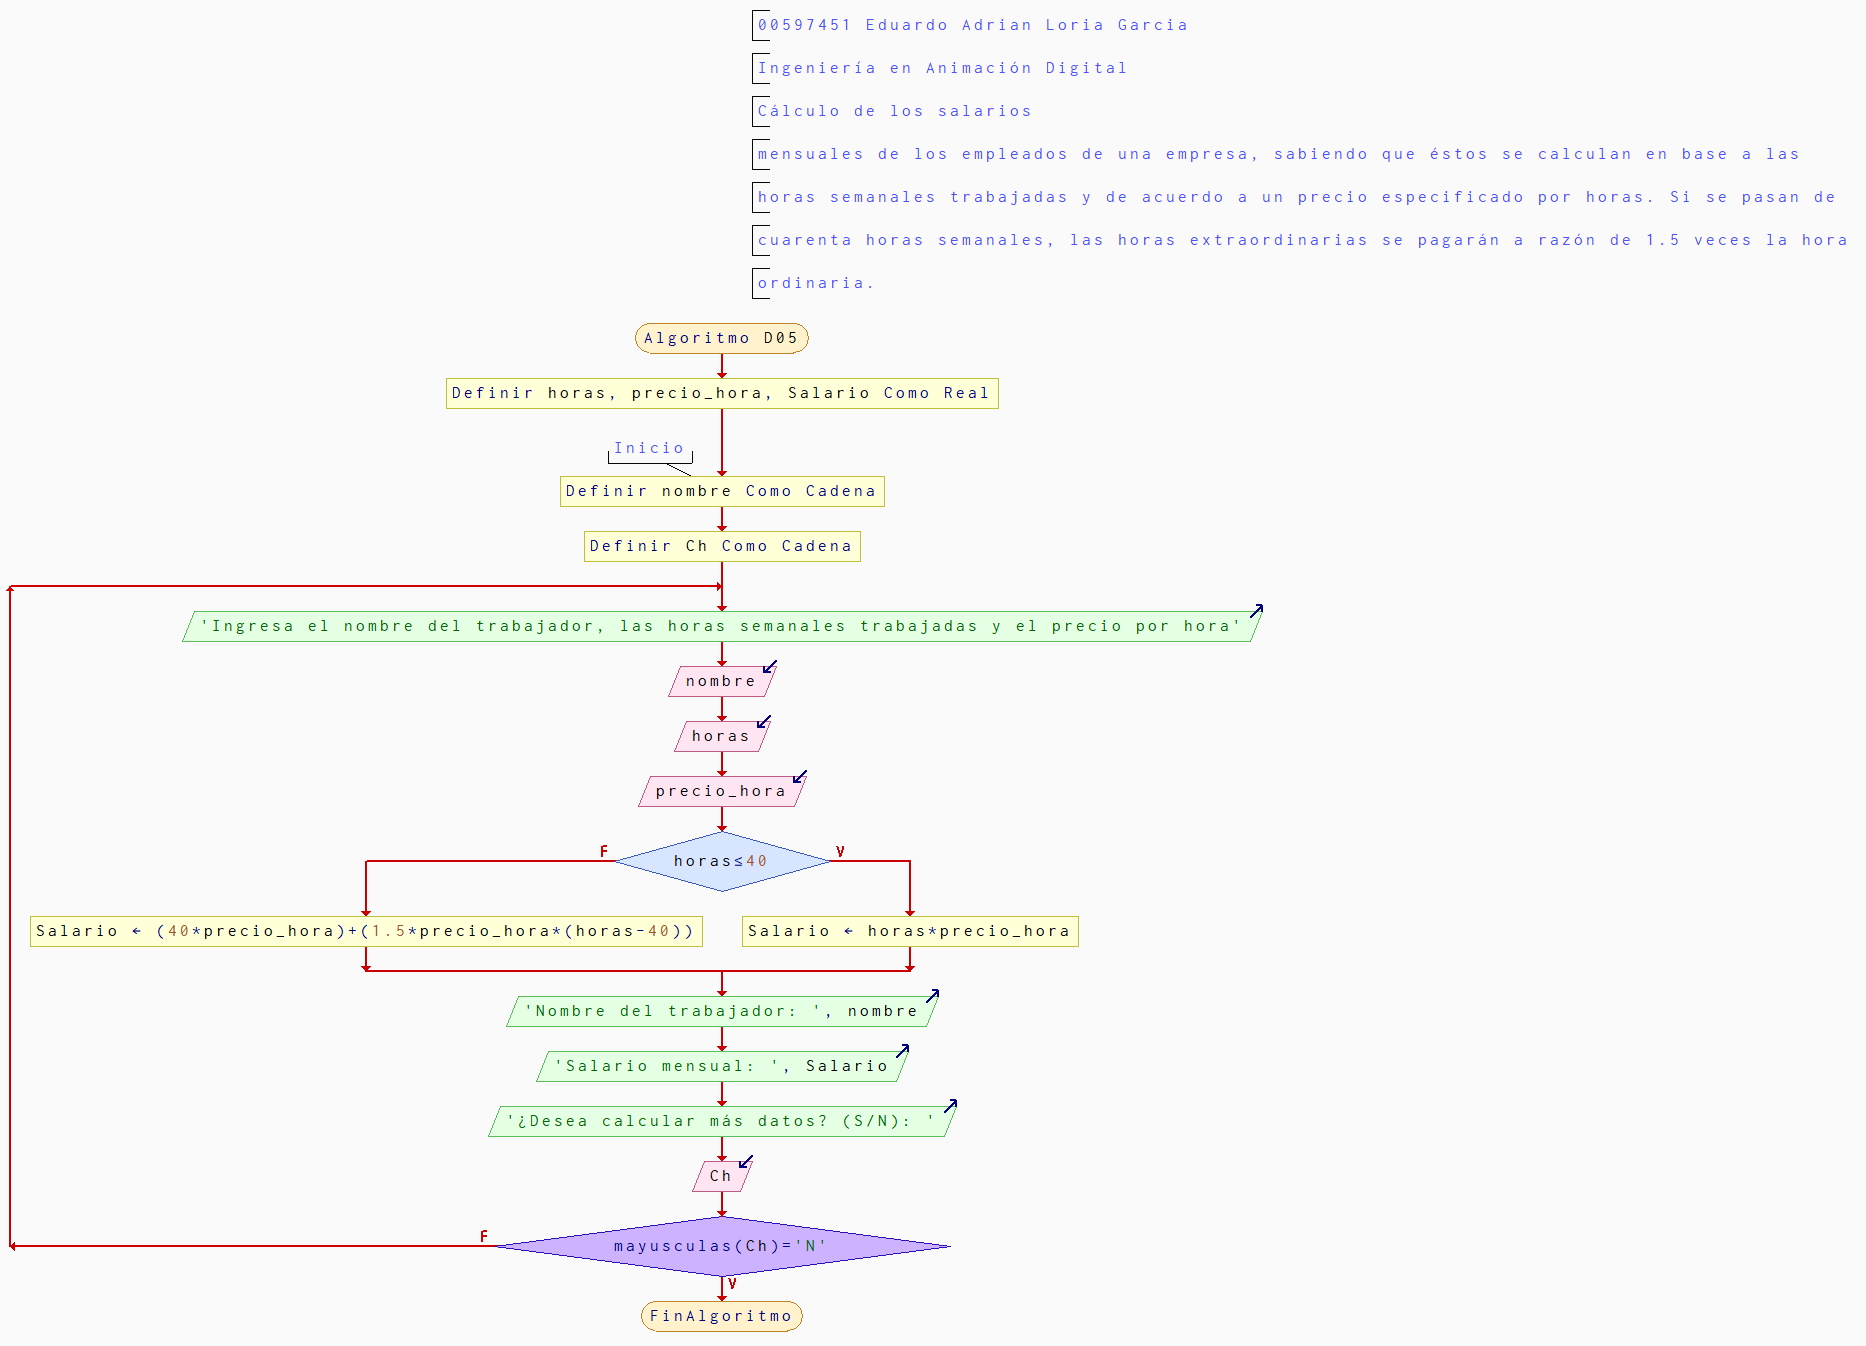 00597451 Eduardo Adrian Loria Garcia
Ingeniería en Animación Digital
Cálculo de los salarios
mensuales de los empleados de una empresa, sabiendo que éstos se calculan en base a las
horas semanales trabajadas y de acuerdo a un precio especificado por horas. Si se pasan de
cuarenta horas semanales, las horas extraordinarias se pagarán a razón de 1.5 veces la hora
ordinaria.
Algoritmo D05
Definir horas, precio_hora, Salario Como Real
Inicio
Definir nombre Como Cadena
Definir Ch Como Cadena
'Ingresa el nombre del trabajador, las horas semanales trabajadas y el precio por hora'
nombre
horas
precio_hora
F
V
horas≤40
Salario ← (40*precio_hora)+(1.5*precio_hora*(horas-40))
Salario ← horas*precio_hora
'Nombre del trabajador: ', nombre
'Salario mensual: ', Salario
'¿Desea calcular más datos? (S/N): '
Ch
F
mayusculas(Ch)='N'
V
FinAlgoritmo